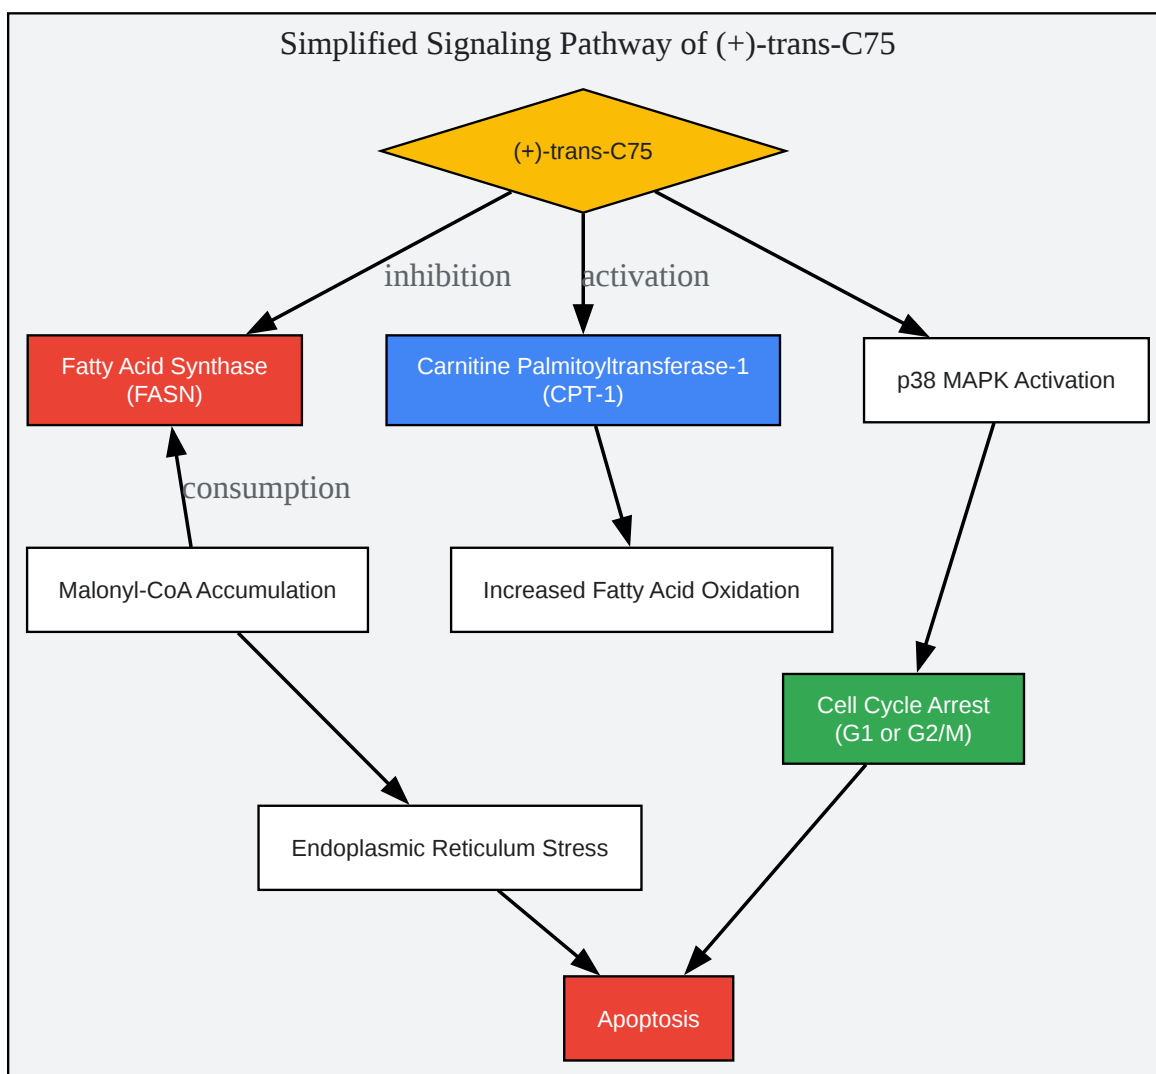 Simplified Signaling Pathway of (+)-trans-C75
(+)-trans-C75
inhibition
activation
Fatty Acid Synthase
(FASN)
Carnitine Palmitoyltransferase-1
(CPT-1)
p38 MAPK Activation
consumption
Malonyl-CoA Accumulation
Increased Fatty Acid Oxidation
Cell Cycle Arrest
(G1 or G2/M)
Endoplasmic Reticulum Stress
Apoptosis